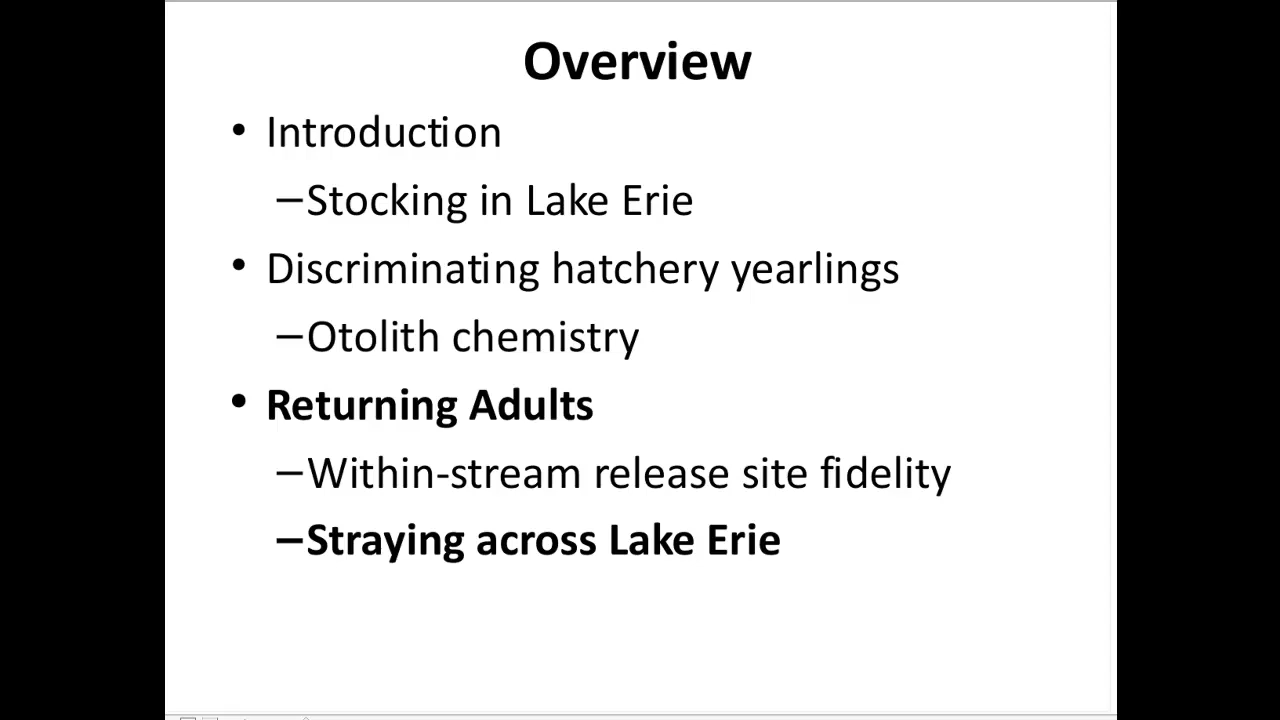 Overview
• Introduction
–Stocking in Lake Erie
• Discriminating hatchery yearlings
–Otolith chemistry
• Returning Adults
–Within-stream release site fidelity
–Straying across Lake Erie